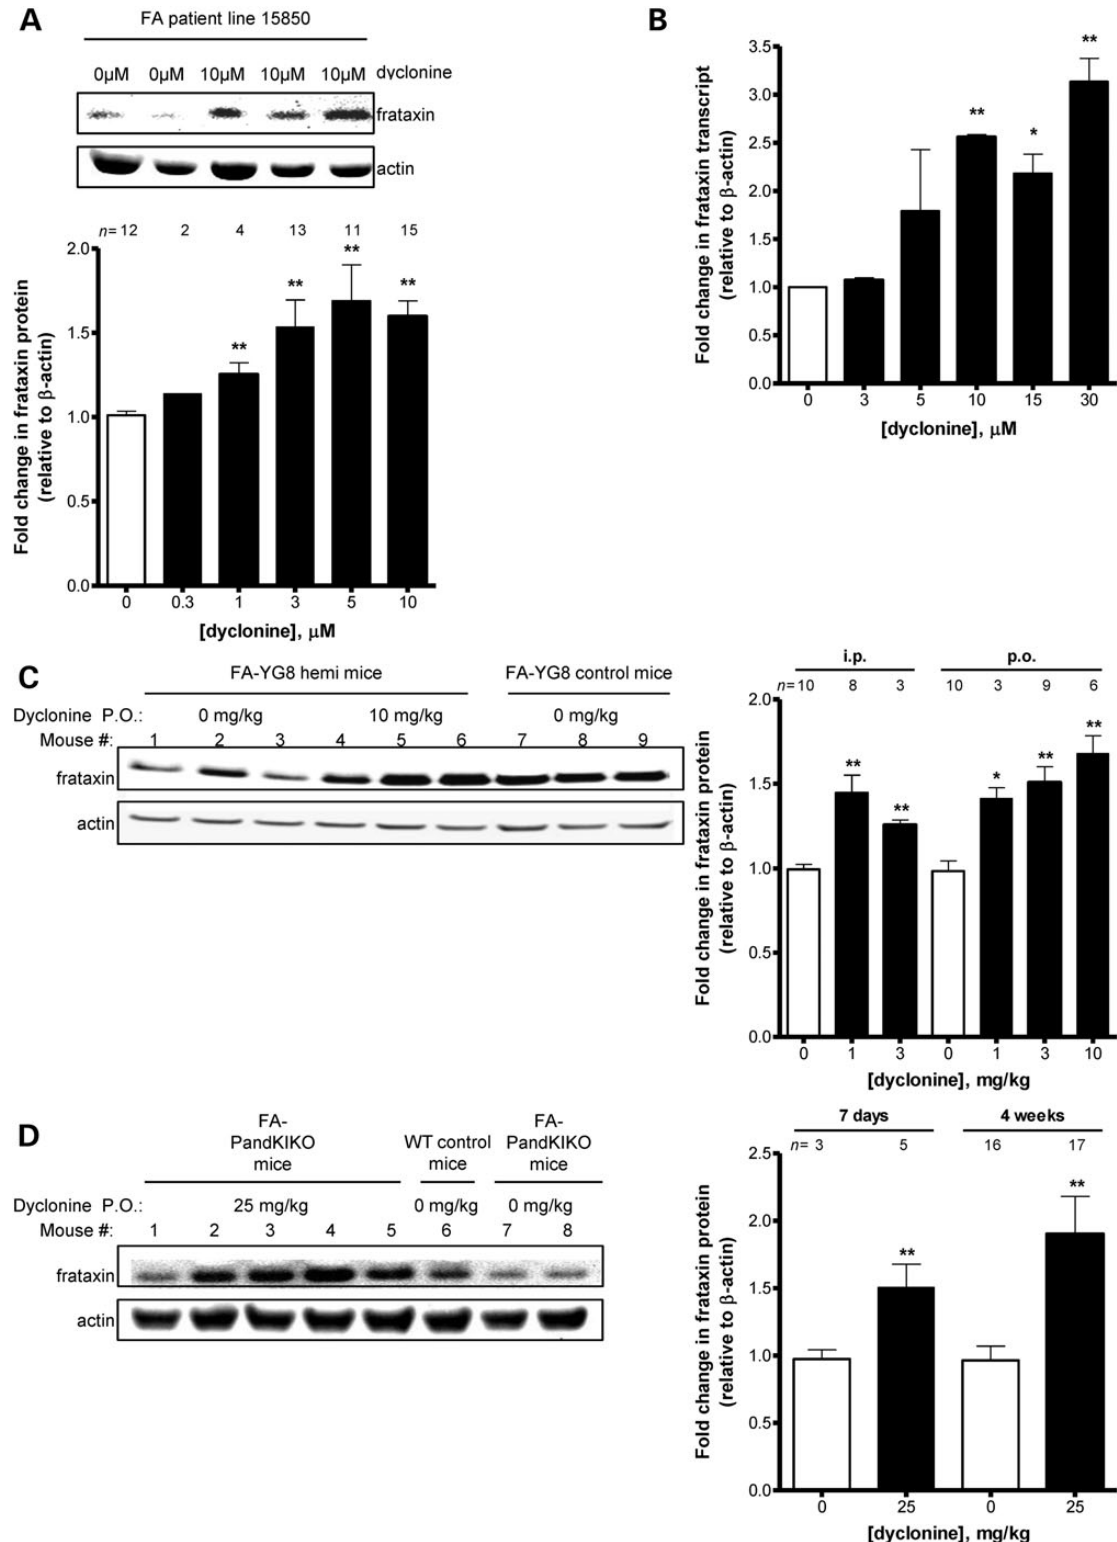 A
FA patient line 15850
0µM 0µM 10µM 10µM 10µM dyclonine
frataxin
actin
n= 12 2 4 13 11 15
Fold change in frataxin protein
(relative to β-actin)
2.0
1.5
1.0
0.5
0.0
** ** ** **
0 0.3 1 3 5 10
[dyclonine], µM
B
Fold change in frataxin transcript
(relative to β-actin)
3.5
3.0
2.5
2.0
1.5
1.0
0.5
0.0
** * **
0 3 5 10 15 30
[dyclonine], µM
C
FA-YG8 hemi mice FA-YG8 control mice
Dyclonine P.O.: 0 mg/kg 10 mg/kg 0 mg/kg
Mouse #: 1 2 3 4 5 6 7 8 9
frataxin
actin
i.p. p.o.
n= 10 8 3 10 3 9 6
Fold change in frataxin protein
(relative to β-actin)
2.0
1.5
1.0
0.5
0.0
** ** * ** **
0 1 3 0 1 3 10
[dyclonine], mg/kg
D
FA-
PandKIKO
mice
WT control
mice
FA-
PandKIKO
mice
Dyclonine P.O.: 25 mg/kg 0 mg/kg 0 mg/kg
Mouse #: 1 2 3 4 5 6 7 8
frataxin
actin
7 days 4 weeks
n= 3 5 16 17
Fold change in frataxin protein
(relative to β-actin)
2.5
2.0
1.5
1.0
0.5
0.0
** **
0 25 0 25
[dyclonine], mg/kg